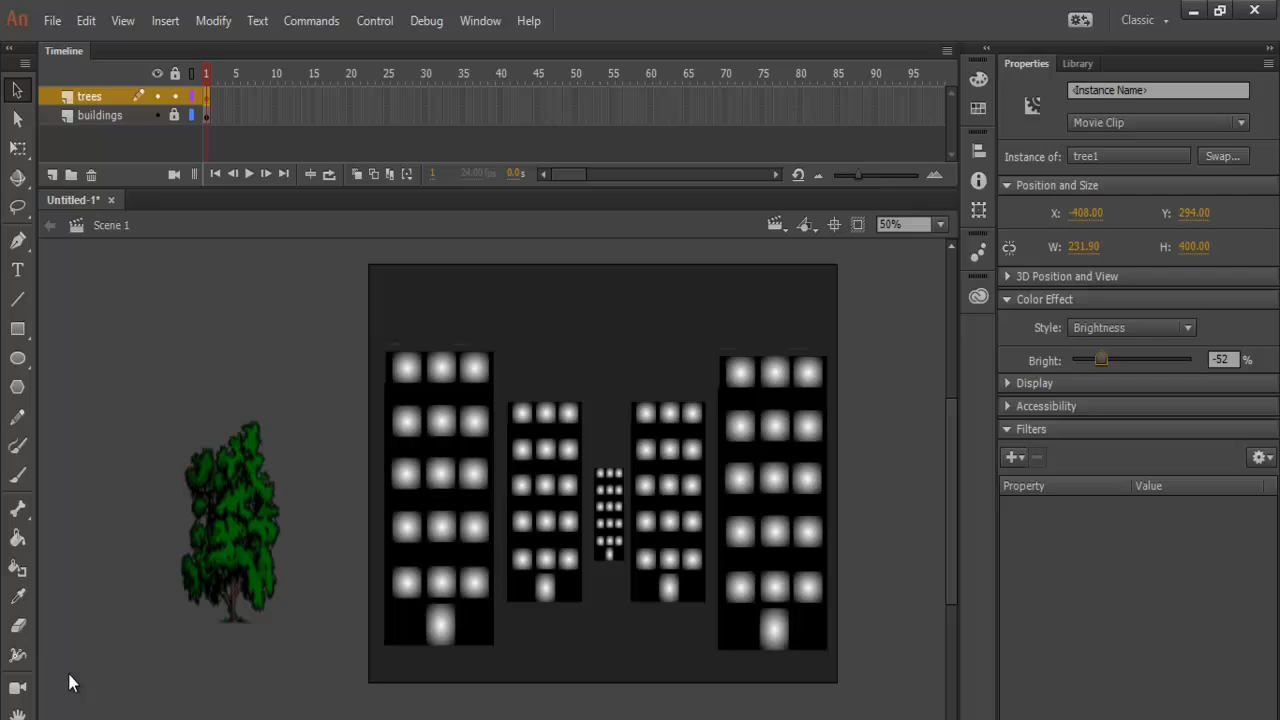 An File Edit View Insert Modify Text Commands Control Debug Window Help Classic
Timeline
1 5 10 15 20 25 30 35 40 45 50 55 60 65 70 75 80 85 90 95
trees
buildings
1 24.00 fps 0.0 s
Untitled-1*
Scene 1 50%
Properties Library
<Instance Name>
Movie Clip
Instance of: tree1 Swap...
Position and Size
X: -408.00 Y: 294.00
W: 231.90 H: 400.00
3D Position and View
Color Effect
Style: Brightness
Bright: -52 %
Display
Accessibility
Filters
Property Value